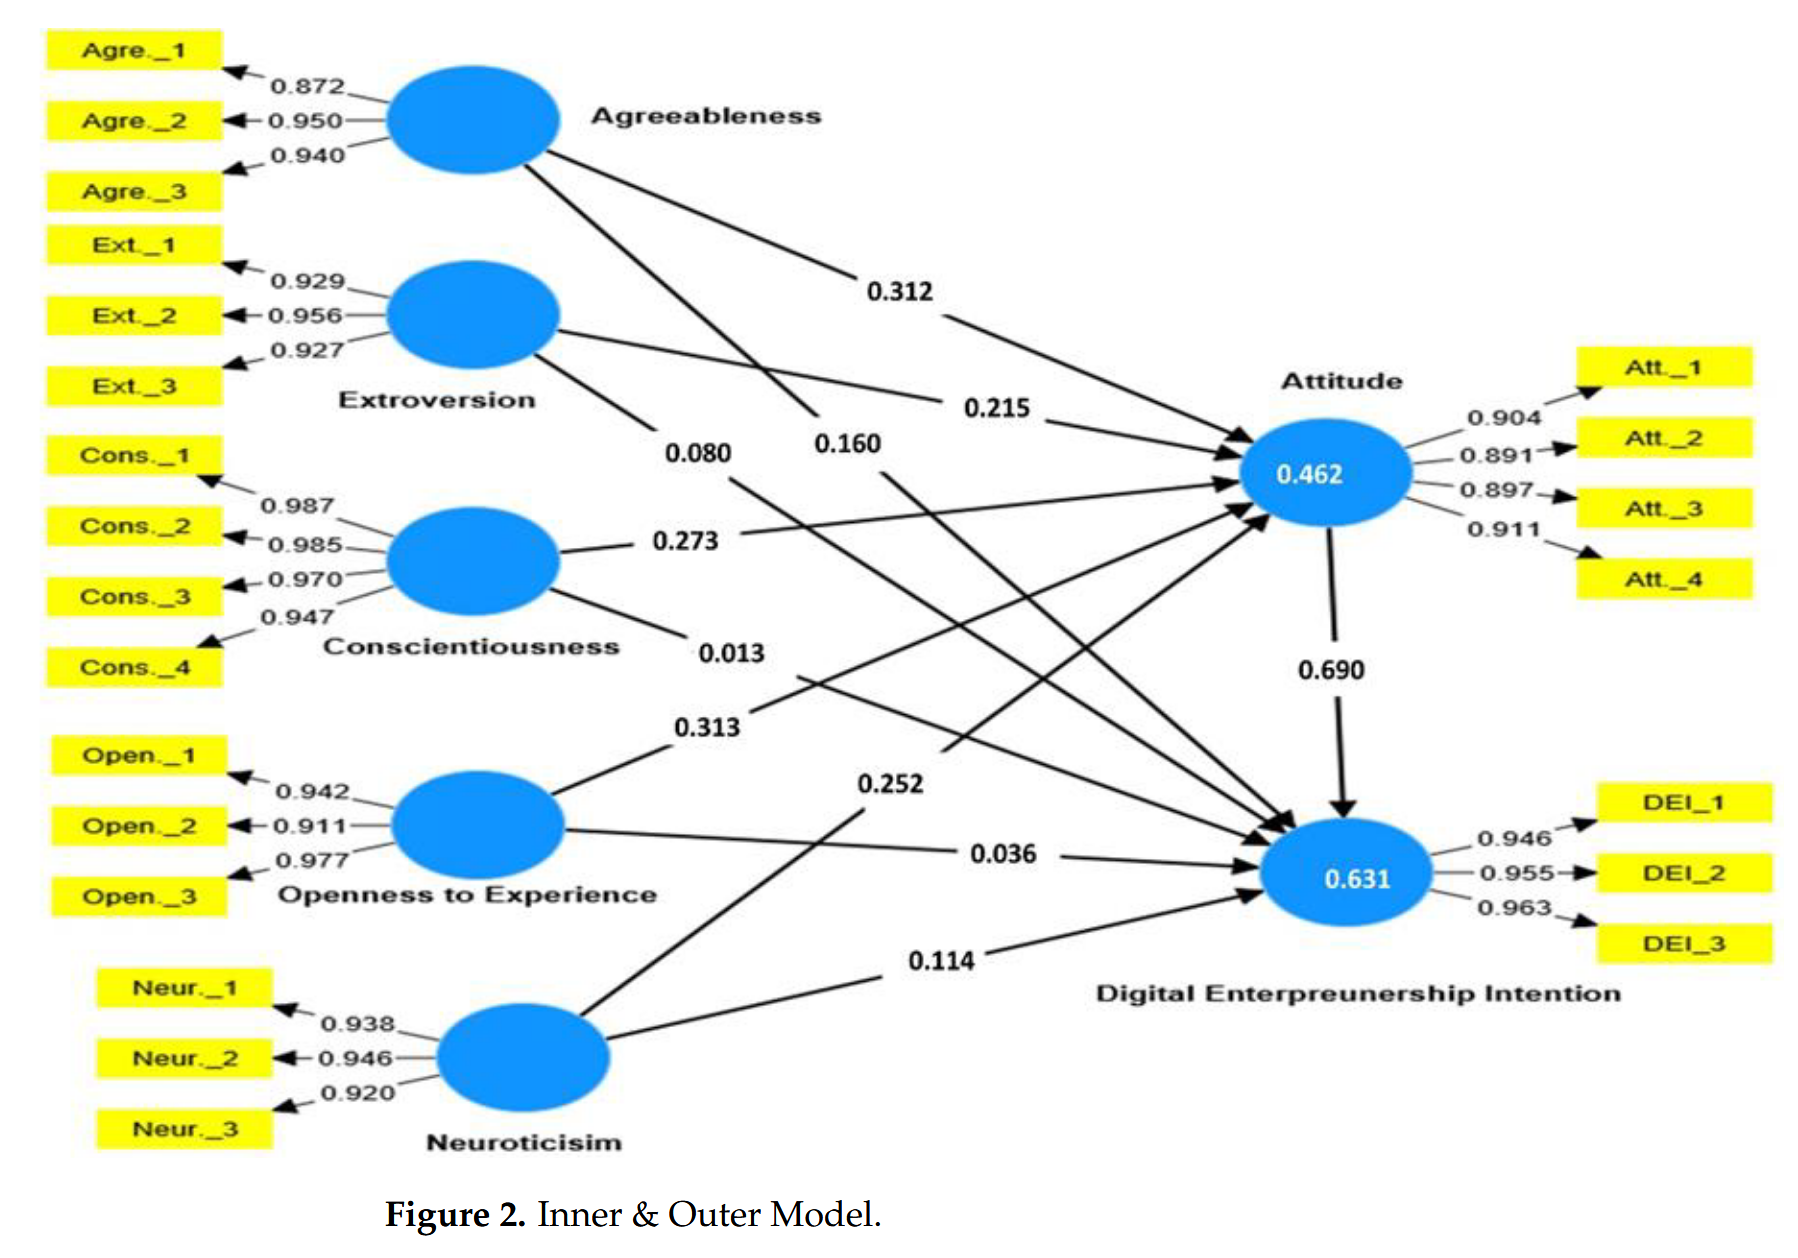 Agre._1
0.872
Agre._2
0.950
Agreeableness
0.940
Agre._3
Ext._1
0.929
Ext._2
0.956
0.927
Ext._3
Extroversion
0.312
0.215
0.080
0.160
Attitude
0.462
Att._1
0.904
Att._2
0.891
0.897
Att._3
0.911
Att._4
Cons._1
0.987
Cons._2
0.985
0.970
Cons._3
0.947
Cons._4
Conscientiousness
0.273
0.013
0.690
0.313
0.252
Open._1
0.942
Open._2
0.911
0.977
Open._3
Openness to Experience
0.036
0.631
DEI_1
0.946
DEI_2
0.955
0.963
DEI_3
Digital Enterpreunership Intention
0.114
Neur._1
0.938
Neur._2
0.946
0.920
Neur._3
Neuroticisim
Figure 2. Inner & Outer Model.